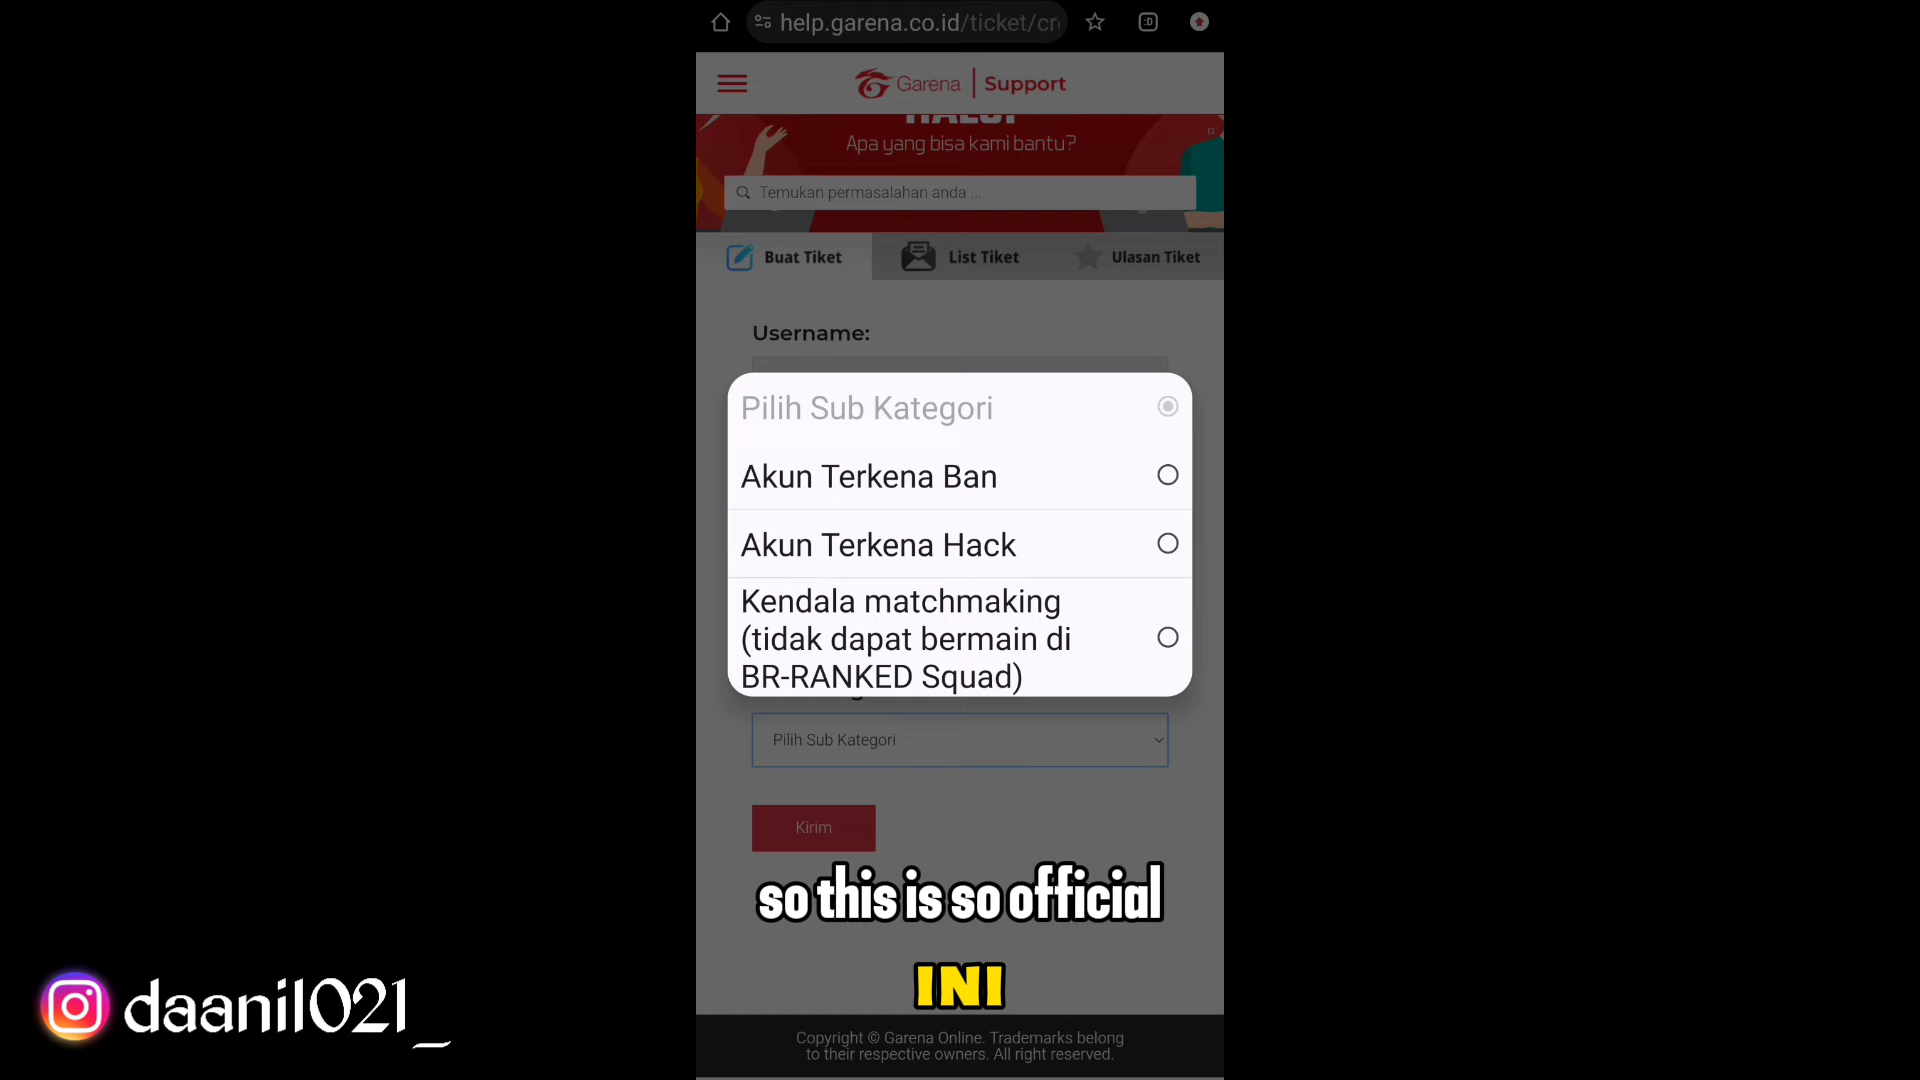 help.garena.co.id/ticket/cr
Garena | Support
Apa yang bisa kami bantu?
Temukan permasalahan anda ...
Buat Tiket
List Tiket
Ulasan Tiket
Username:
Pilih Sub Kategori
Akun Terkena Ban
Akun Terkena Hack
Kendala matchmaking
(tidak dapat bermain di
BR-RANKED Squad)
Pilih Sub Kategori
Kirim
so this is so official
INI
daanil021_
Copyright © Garena Online. Trademarks belong
to their respective owners. All right reserved.